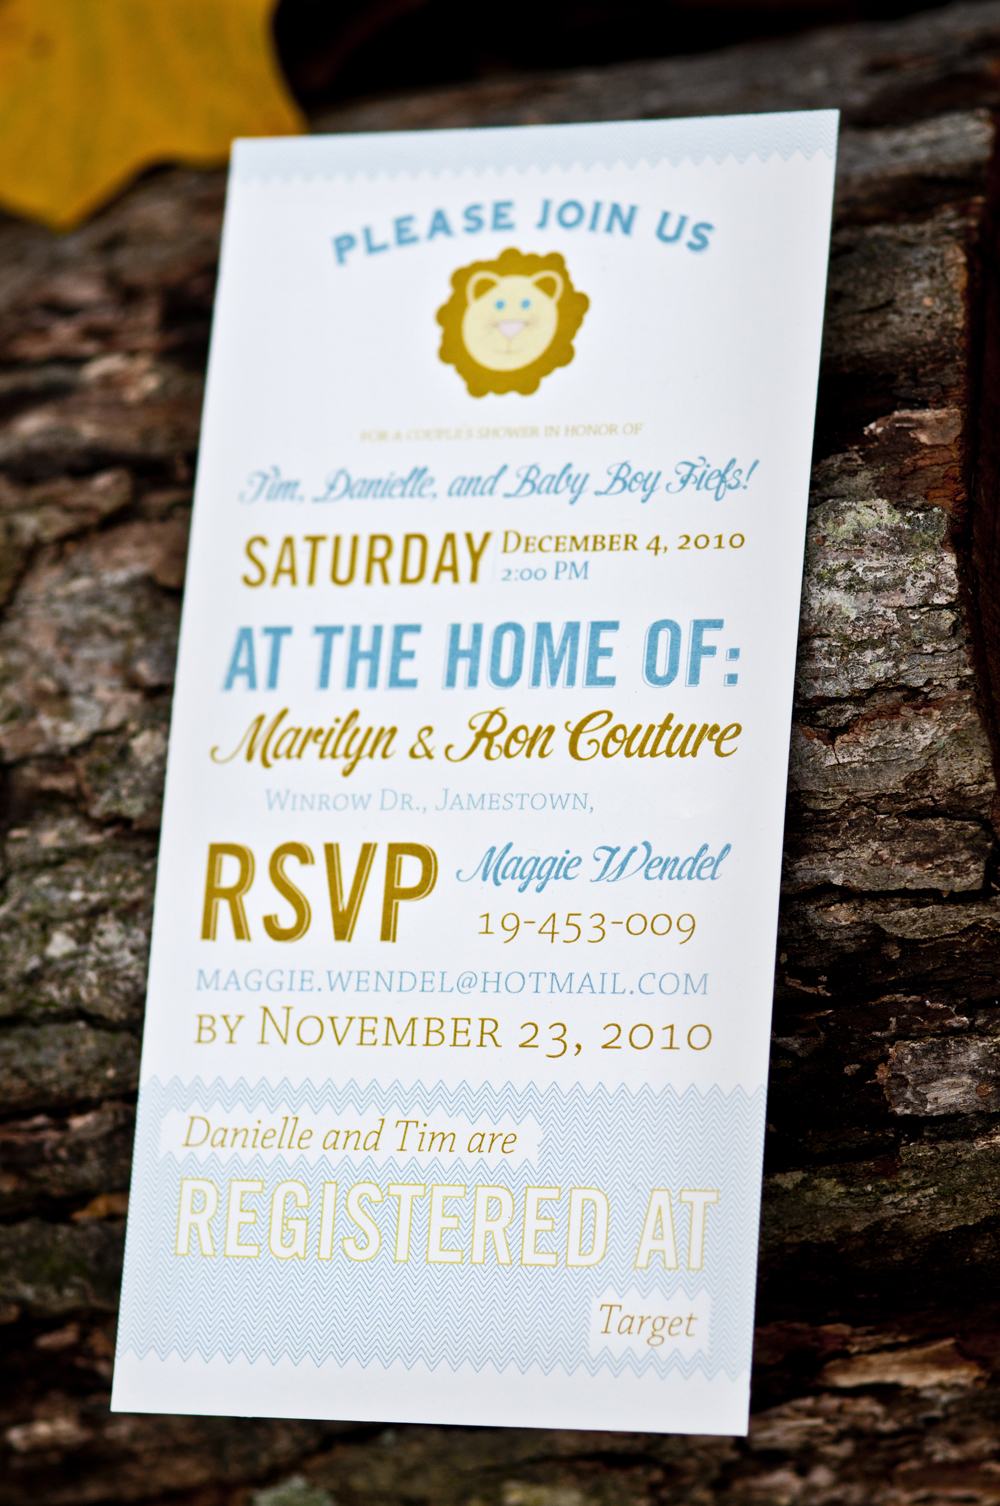 PLEASE JOIN US
FOR A COUPLE'S SHOWER IN HONOR OF
Tim, Danielle, and Baby Boy Fiefs!
SATURDAY DECEMBER 4, 2010
2:00 PM
AT THE HOME OF:
Marilyn & Ron Couture
WINROW DR., JAMESTOWN,
RSVP Maggie Wendel
19-453-009
MAGGIE.WENDEL@HOTMAIL.COM
BY NOVEMBER 23, 2010
Danielle and Tim are
REGISTERED AT
Target